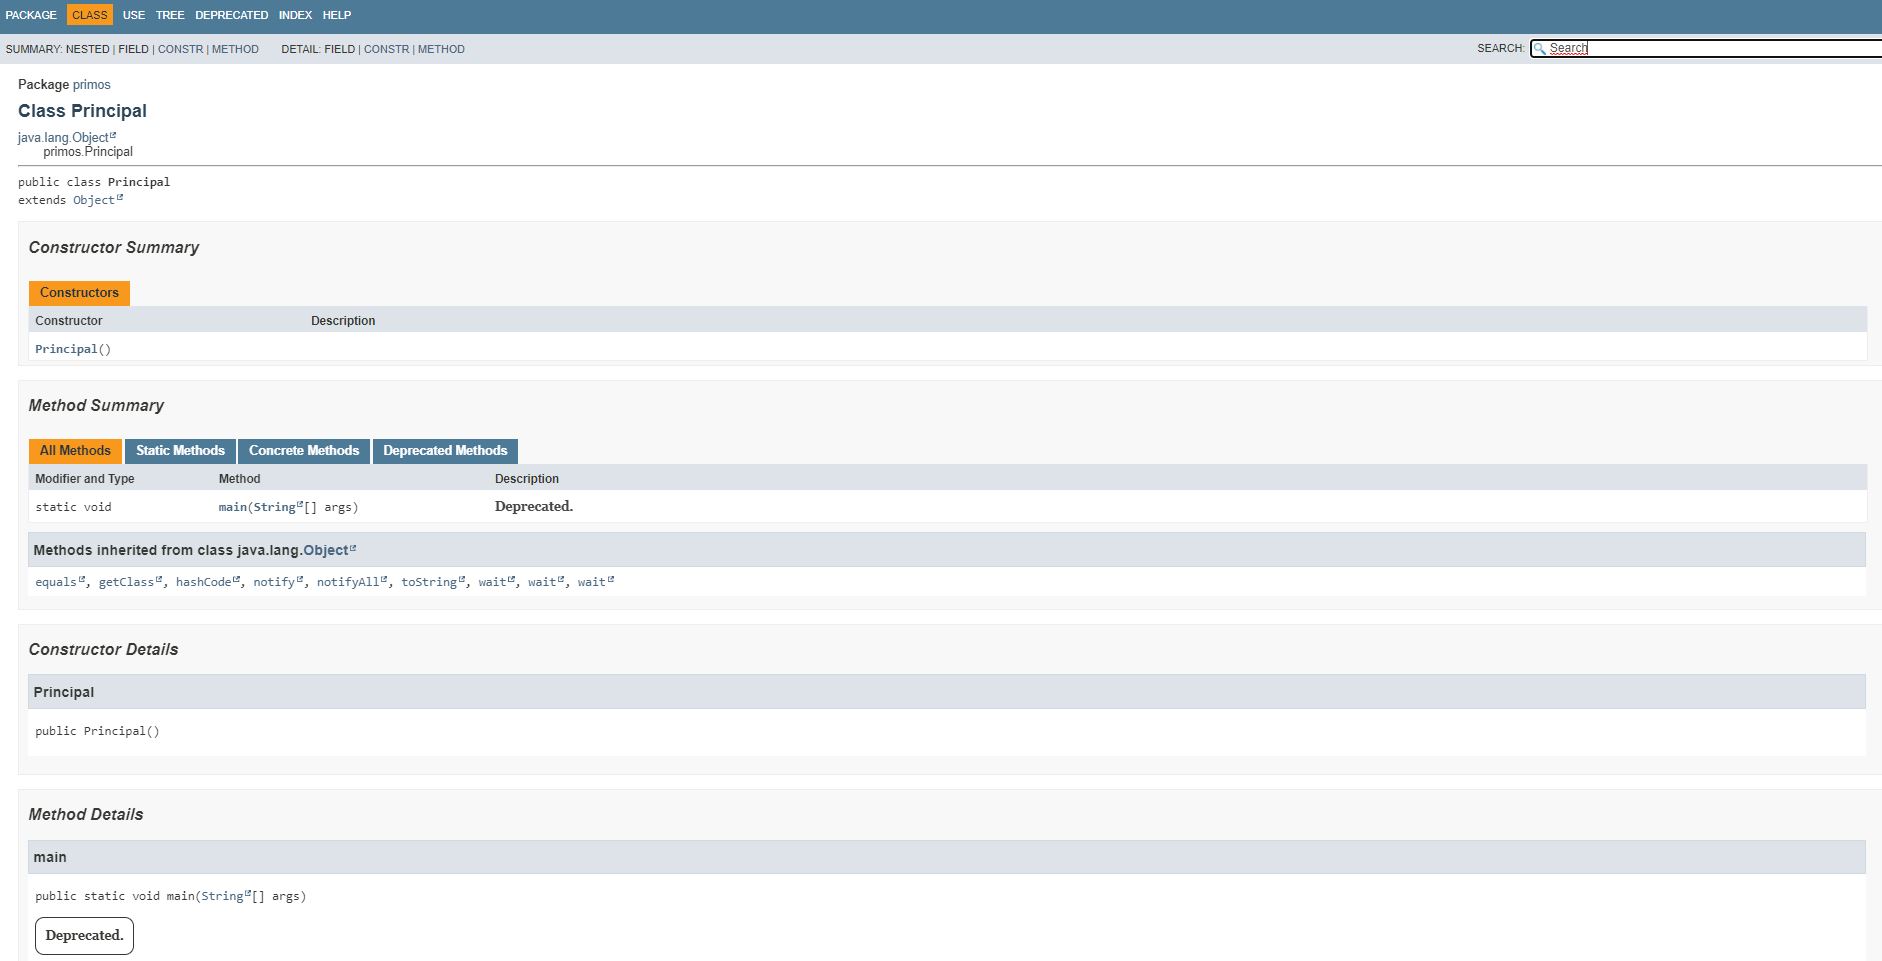 PACKAGE CLASS USE TREE DEPRECATED INDEX HELP
SUMMARY: NESTED | FIELD | CONSTR | METHOD DETAIL: FIELD | CONSTR | METHOD SEARCH: Search
Package primos
Class Principal
java.lang.Object
primos.Principal
public class Principal
extends Object
Constructor Summary
Constructors
Constructor Description
Principal()
Method Summary
All Methods Static Methods Concrete Methods Deprecated Methods
Modifier and Type Method Description
static void main(String[] args) Deprecated.
Methods inherited from class java.lang.Object
equals, getClass, hashCode, notify, notifyAll, toString, wait, wait, wait
Constructor Details
Principal
public Principal()
Method Details
main
public static void main(String[] args)
Deprecated.